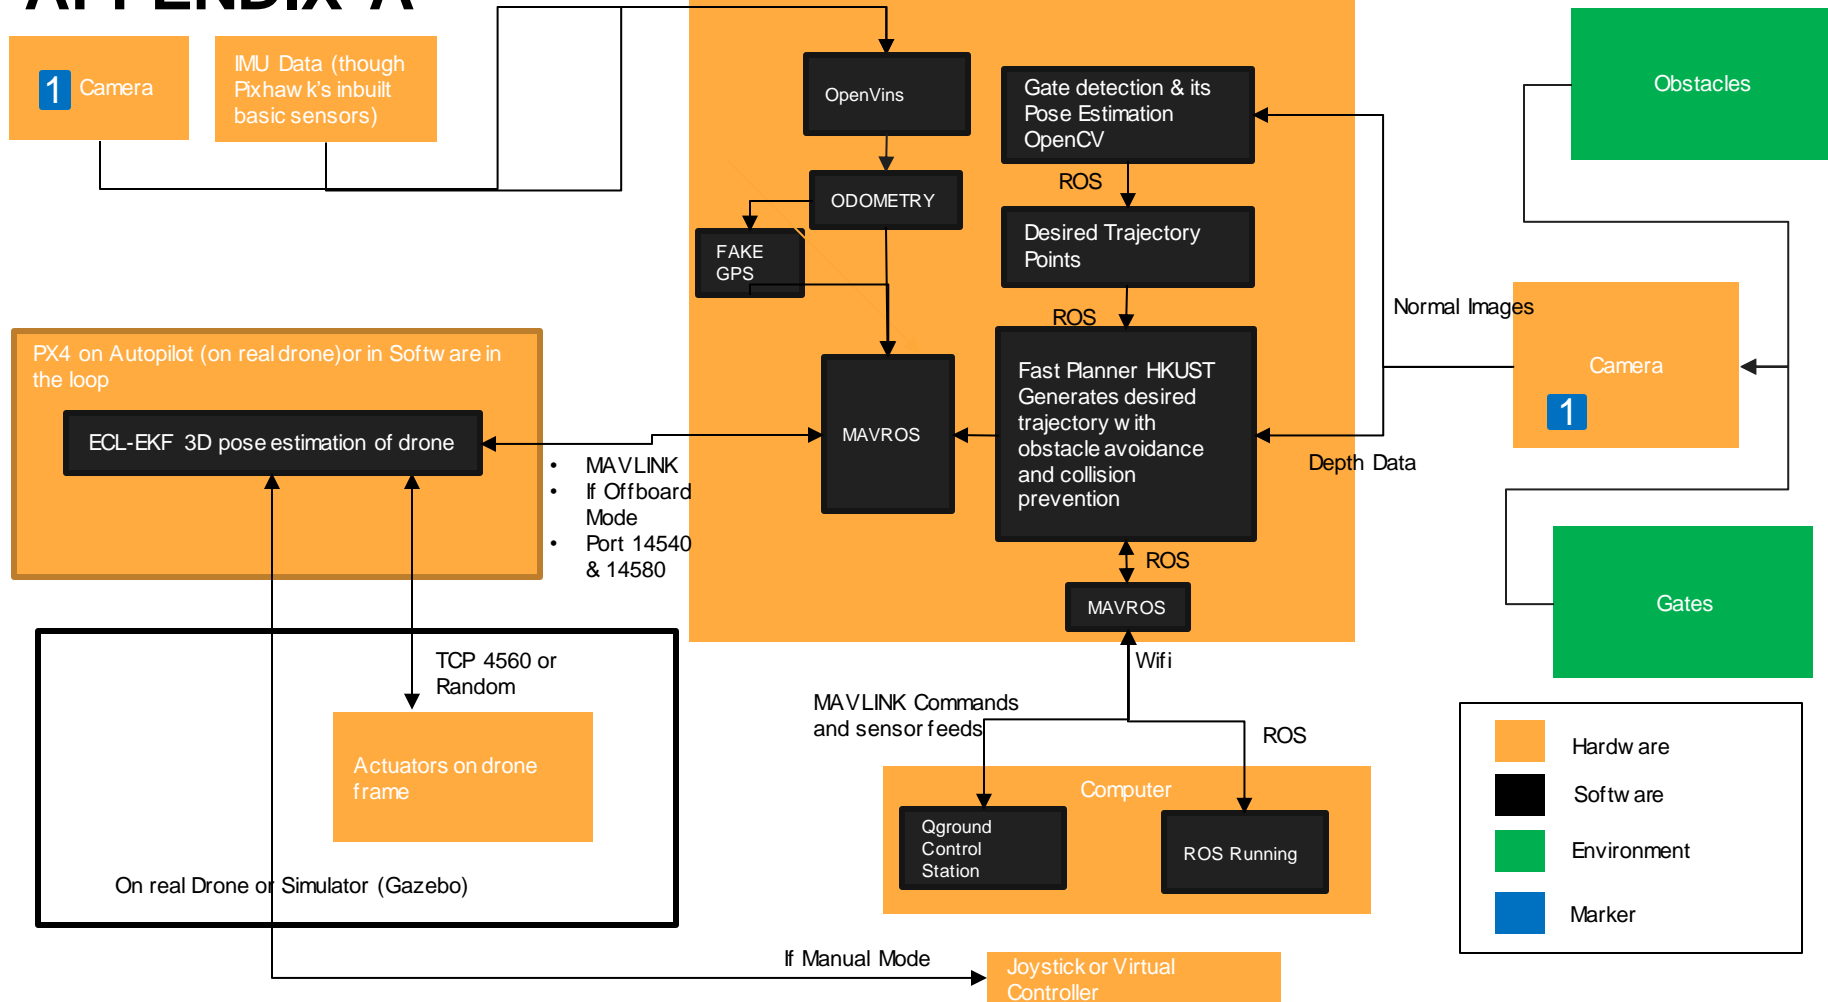 APPENDIX A
1
Camera
IMU Data (though
Pixhawk's inbuilt
basic sensors)
OpenVins
Gate detection & its
Pose Estimation
OpenCV
Obstacles
ROS
ODOMETRY
FAKE
GPS
Desired Trajectory
Points
ROS
Normal Images
PX4 on Autopilot (on real drone)or in Software in
the loop
ECL-EKF 3D pose estimation of drone
MAVROS
Fast Planner HKUST
Generates desired
trajectory with
obstacle avoidance
and collision
prevention
Camera
1
Depth Data
• MAVLINK
• If Offboard
Mode
• Port 14540
& 14580
ROS
MAVROS
Gates
Wifi
TCP 4560 or
Random
MAVLINK Commands
and sensor feeds
ROS
Actuators on drone
frame
Computer
Qground
Control
Station
ROS Running
On real Drone or Simulator (Gazebo)
Hardware
Software
Environment
Marker
If Manual Mode
Joystick or Virtual
Controller